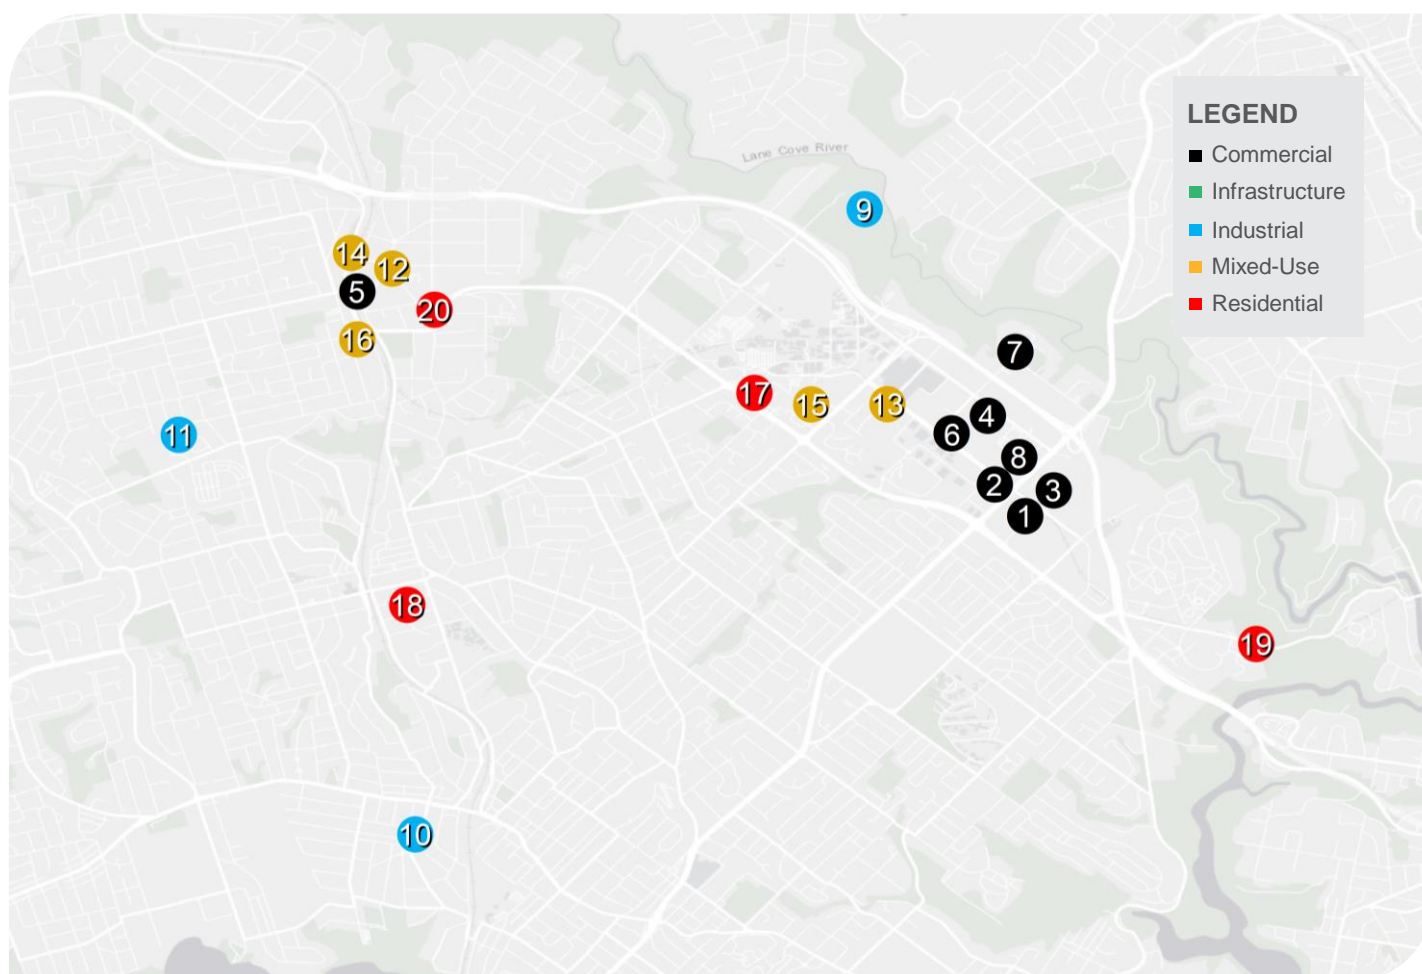 LEGEND
Commercial
Infrastructure
Industrial
Mixed-Use
Residential
Lane Cove River
9
14
12
5
20
16
7
17
15
13
4
6
11
8
2
3
1
18
19
10